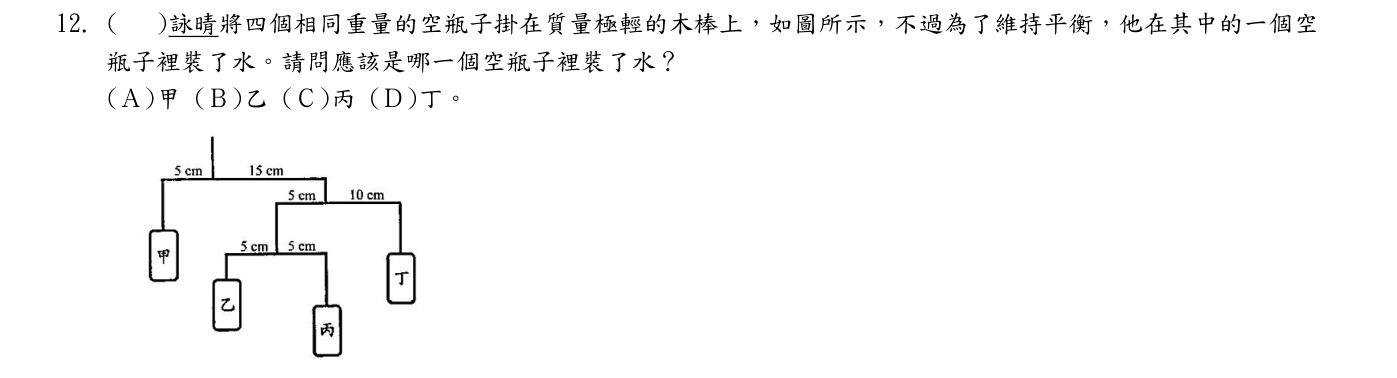 12. (　　)詠晴將四個相同重量的空瓶子掛在質量極輕的木棒上，如圖所示，不過為了維持平衡，他在其中的一個空
瓶子裡裝了水。請問應該是哪一個空瓶子裡裝了水？
(A)甲 (B)乙 (C)丙 (D)丁。
5 cm 15 cm
5 cm 10 cm
甲
5 cm 5 cm
丁
乙
丙